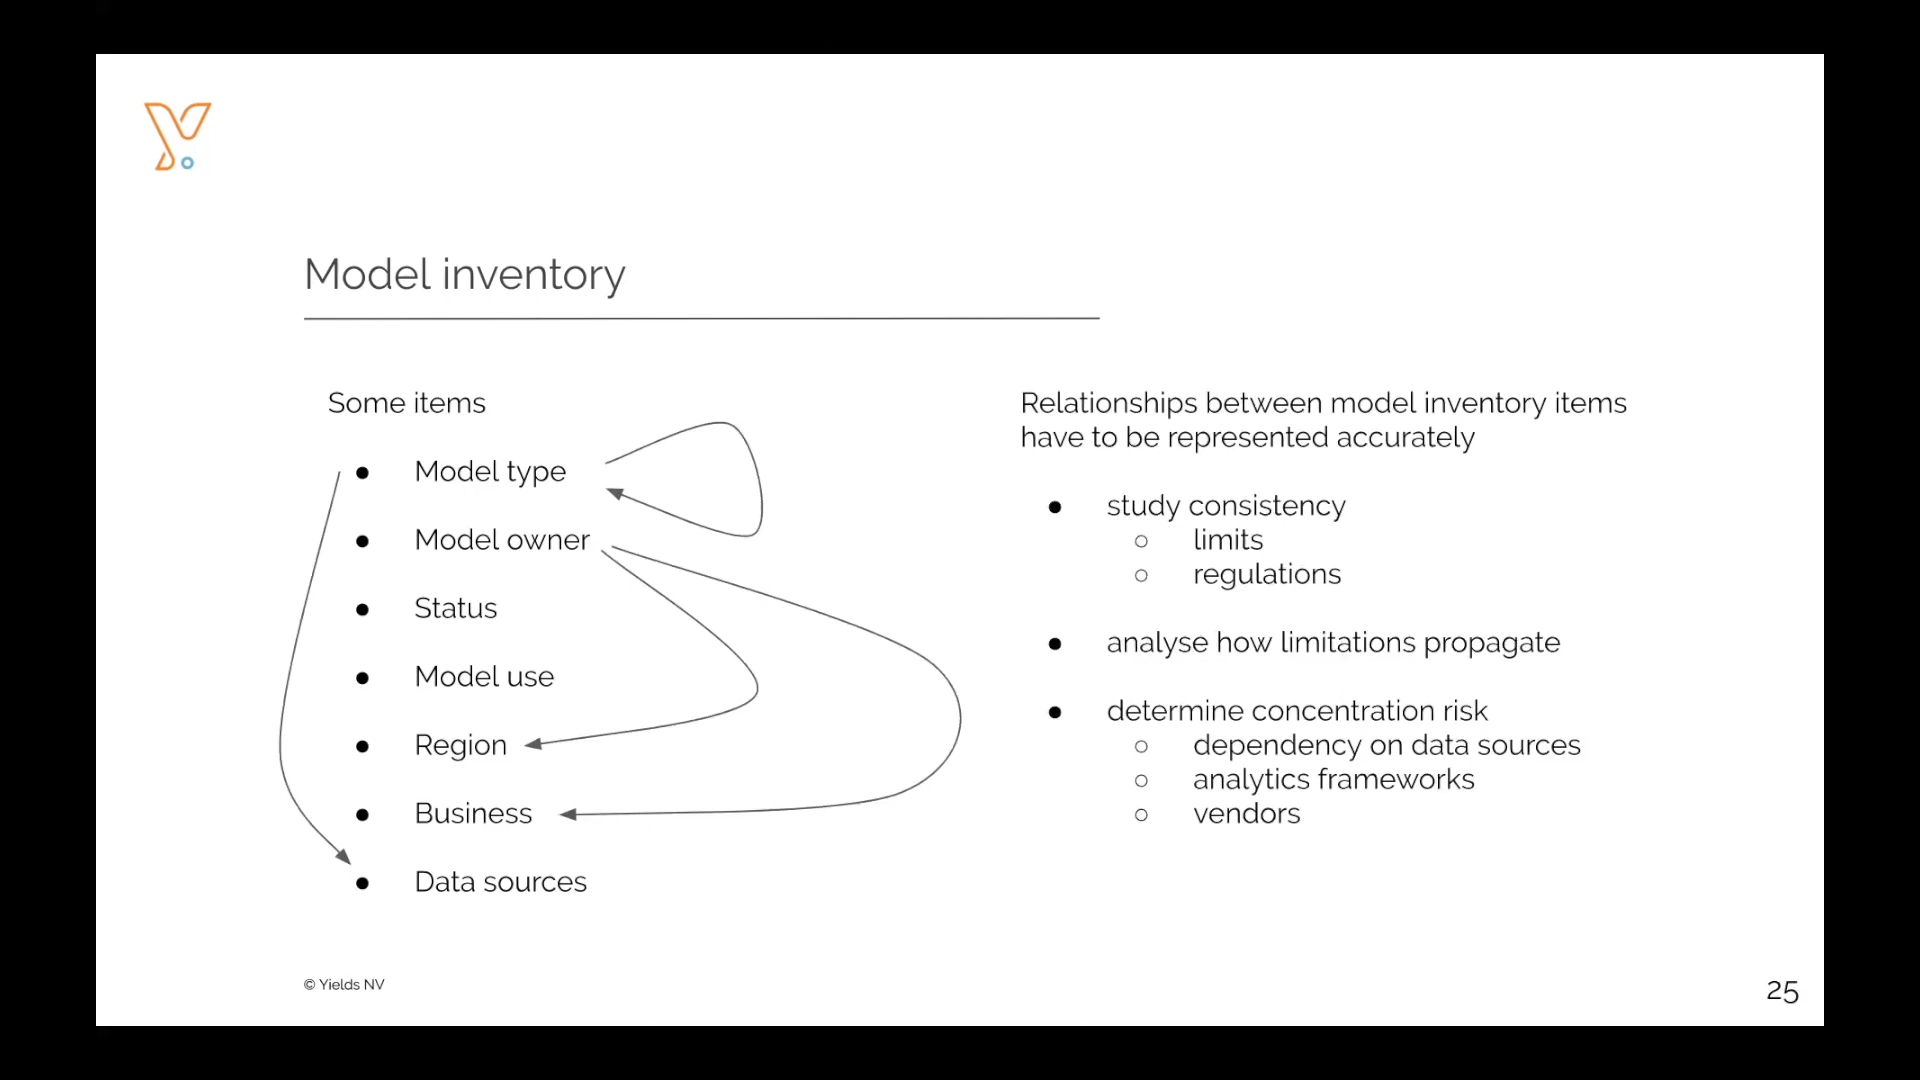 Model inventory
Some items
● Model type
● Model owner
● Status
● Model use
● Region
● Business
● Data sources
Relationships between model inventory items
have to be represented accurately
● study consistency
○ limits
○ regulations
● analyse how limitations propagate
● determine concentration risk
○ dependency on data sources
○ analytics frameworks
○ vendors
© Yields NV
25